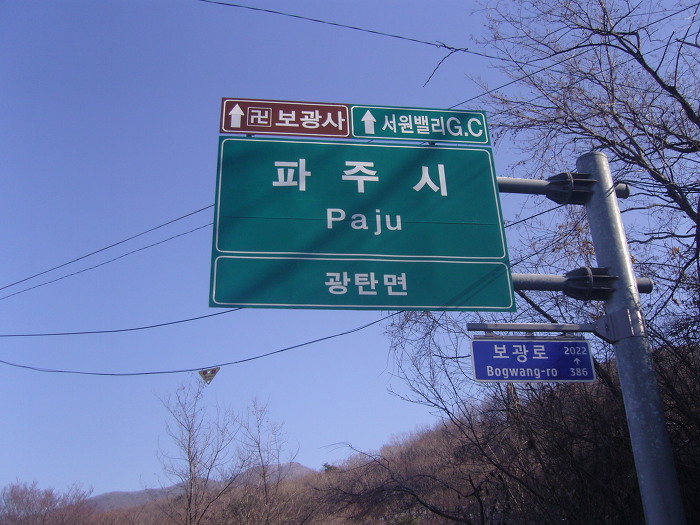 ↑ 卍 보광사
↑ 서원밸리G.C
파주시
Paju
광탄면
보광로 2022
↑
Bogwang-ro 386